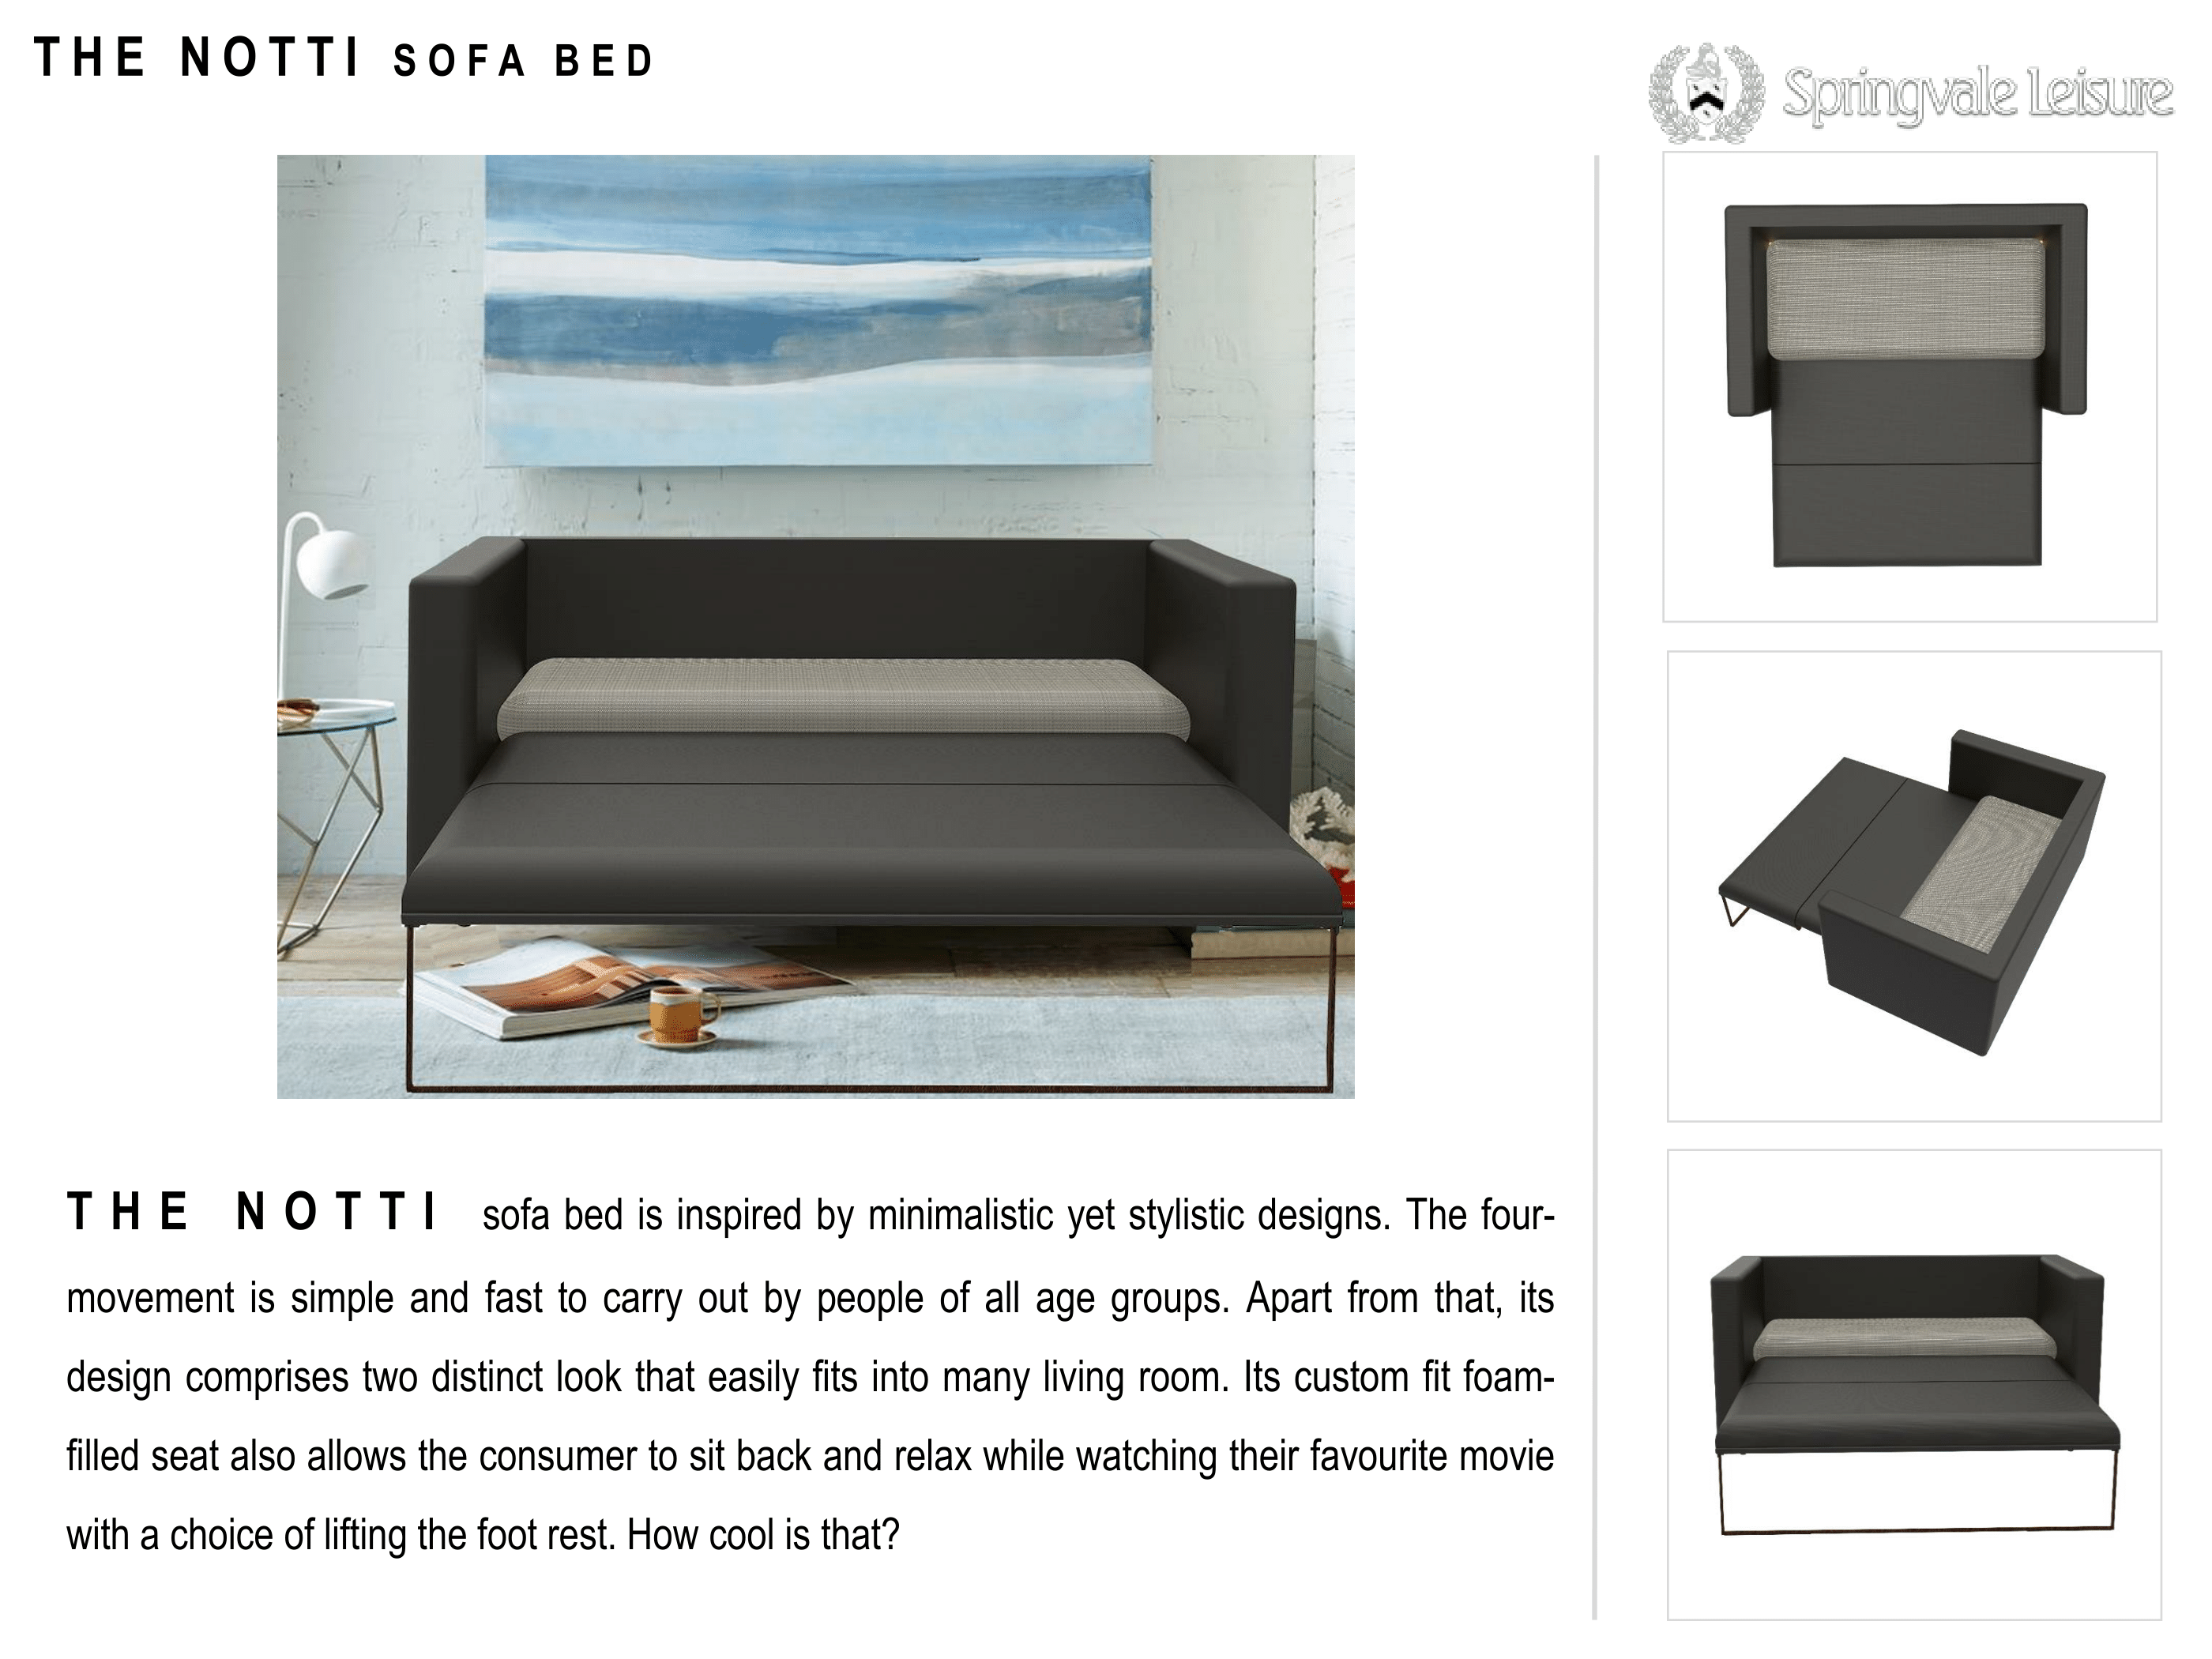 THE NOTTI SOFA BED
Springvale Leisure
THE NOTTI sofa bed is inspired by minimalistic yet stylistic designs. The four-
movement is simple and fast to carry out by people of all age groups. Apart from that, its
design comprises two distinct look that easily fits into many living room. Its custom fit foam-
filled seat also allows the consumer to sit back and relax while watching their favourite movie
with a choice of lifting the foot rest. How cool is that?